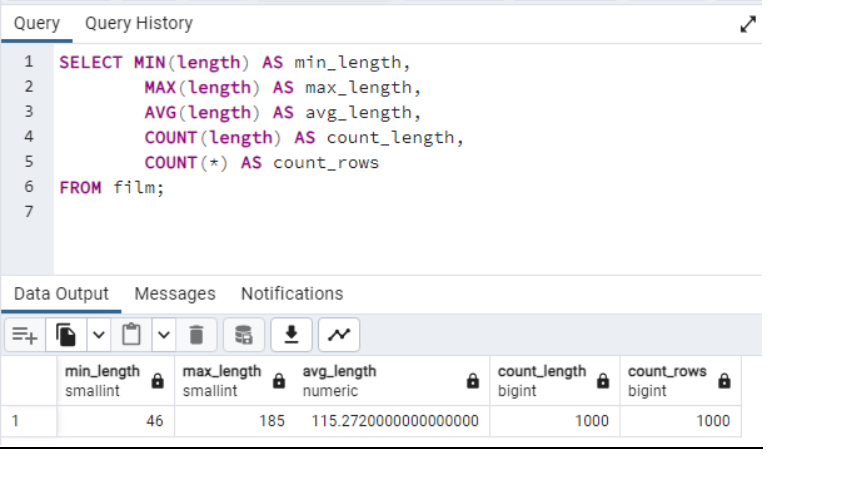 Query Query History
1 SELECT MIN(length) AS min_length,
2 MAX(length) AS max_length,
3 AVG(length) AS avg_length,
4 COUNT(length) AS count_length,
5 COUNT(*) AS count_rows
6 FROM film;
7
Data Output Messages Notifications
min_length max_length avg_length count_length count_rows
smallint smallint numeric bigint bigint
1 46 185 115.2720000000000000 1000 1000